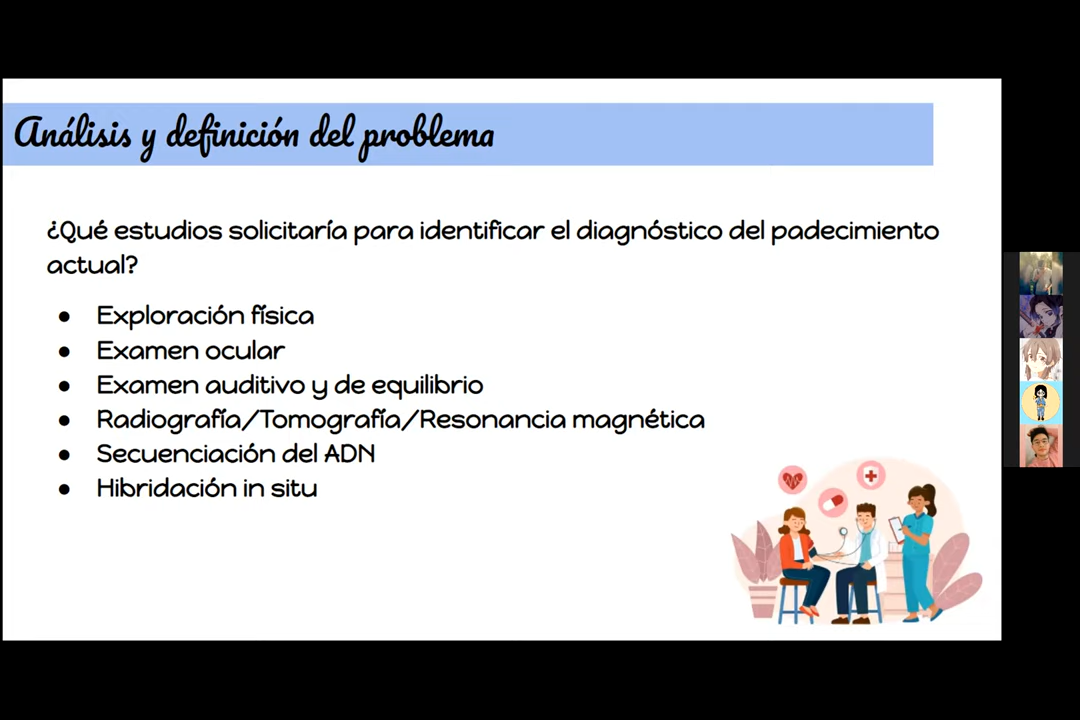 Análisis y definición del problema
¿Qué estudios solicitaría para identificar el diagnóstico del padecimiento
actual?
● Exploración física
● Examen ocular
● Examen auditivo y de equilibrio
● Radiografía/Tomografía/Resonancia magnética
● Secuenciación del ADN
● Hibridación in situ